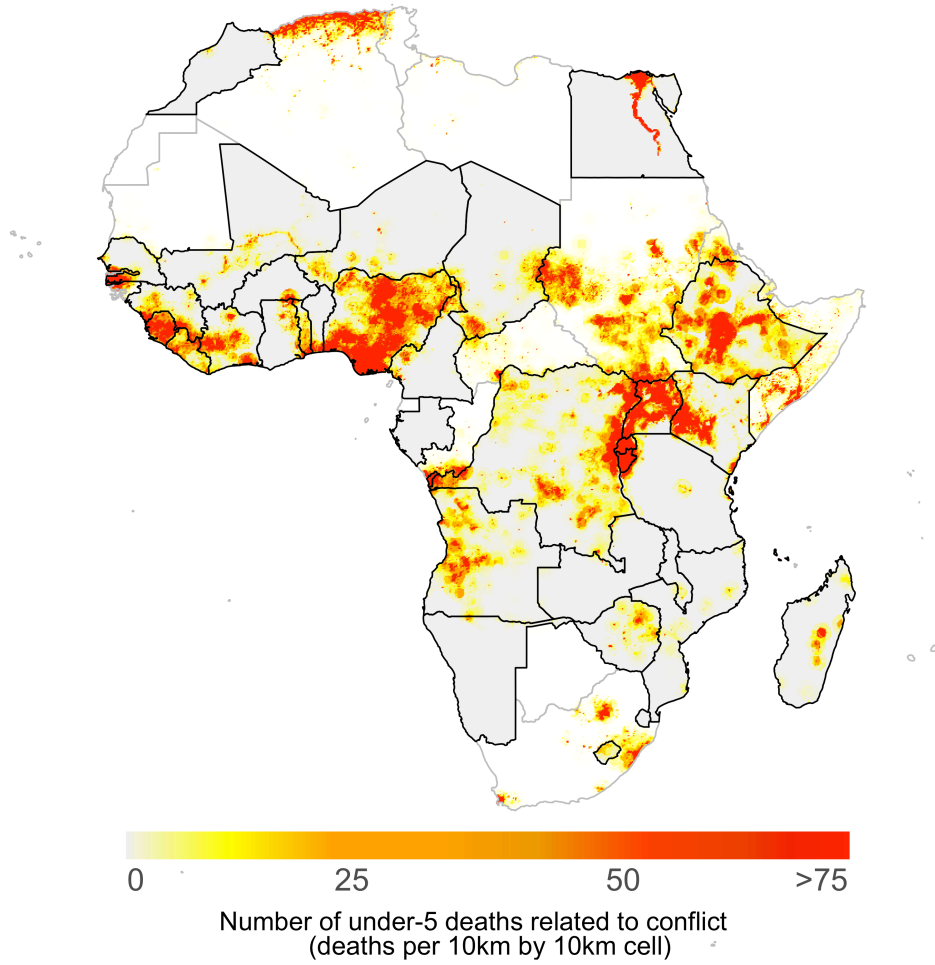 0 25 50 >75
Number of under-5 deaths related to conflict
(deaths per 10km by 10km cell)